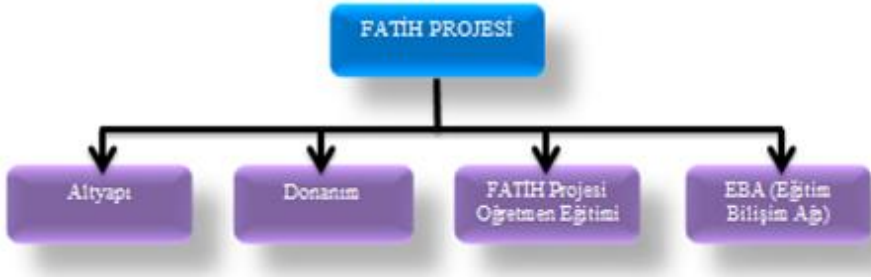 FATİH PROJESİ
Altyapı
Donanım
FATİH Projesi
Öğretmen Eğitimi
EBA (Eğitim
Bilişim Ağı)